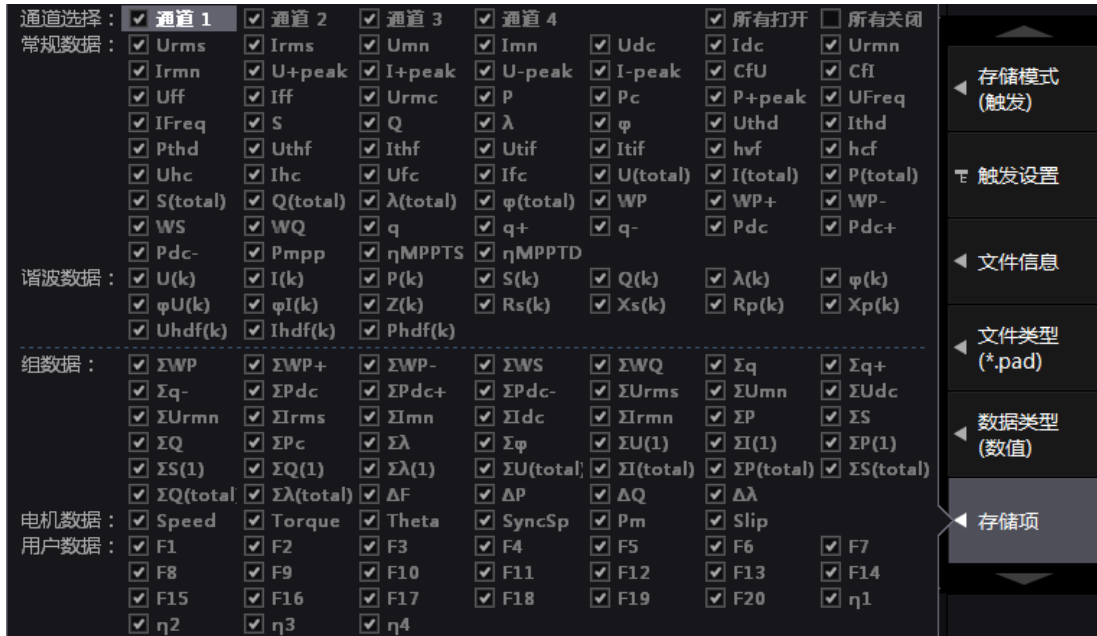 通道选择： 通道 1 通道 2 通道 3 通道 4 所有打开 所有关闭
常规数据： Urms Irms Umn Imn Udc Idc Urmn
Irmn U+peak I+peak U-peak I-peak CfU CfI
Uff Iff Urmc P Pc P+peak UFreq
IFreq S Q λ φ Uthd Ithd
Pthd Uthf Ithf Utif Itif hvf hcf
Uhc Ihc Ufc Ifc U(total) I(total) P(total)
S(total) Q(total) λ(total) φ(total) WP WP+ WP-
WS WQ q q+ q- Pdc Pdc+
Pdc- Pmpp ηMPPTS ηMPPTD
谐波数据： U(k) I(k) P(k) S(k) Q(k) λ(k) φ(k)
φU(k) φI(k) Z(k) Rs(k) Xs(k) Rp(k) Xp(k)
Uhdf(k) Ihdf(k) Phdf(k)
组数据： ΣWP ΣWP+ ΣWP- ΣWS ΣWQ Σq Σq+
Σq- ΣPdc ΣPdc+ ΣPdc- ΣUrms ΣUmn ΣUdc
ΣUrmn ΣIrms ΣImn ΣIdc ΣIrmn ΣP ΣS
ΣQ ΣPc Σλ Σφ ΣU(1) ΣI(1) ΣP(1)
ΣS(1) ΣQ(1) Σλ(1) ΣU(total) ΣI(total) ΣP(total) ΣS(total)
ΣQ(total Σλ(total) ΔF ΔP ΔQ Δλ
电机数据： Speed Torque Theta SyncSp Pm Slip
用户数据： F1 F2 F3 F4 F5 F6 F7
F8 F9 F10 F11 F12 F13 F14
F15 F16 F17 F18 F19 F20 η1
η2 η3 η4
存储模式
(触发)
触发设置
文件信息
文件类型
(*.pad)
数据类型
(数值)
存储项